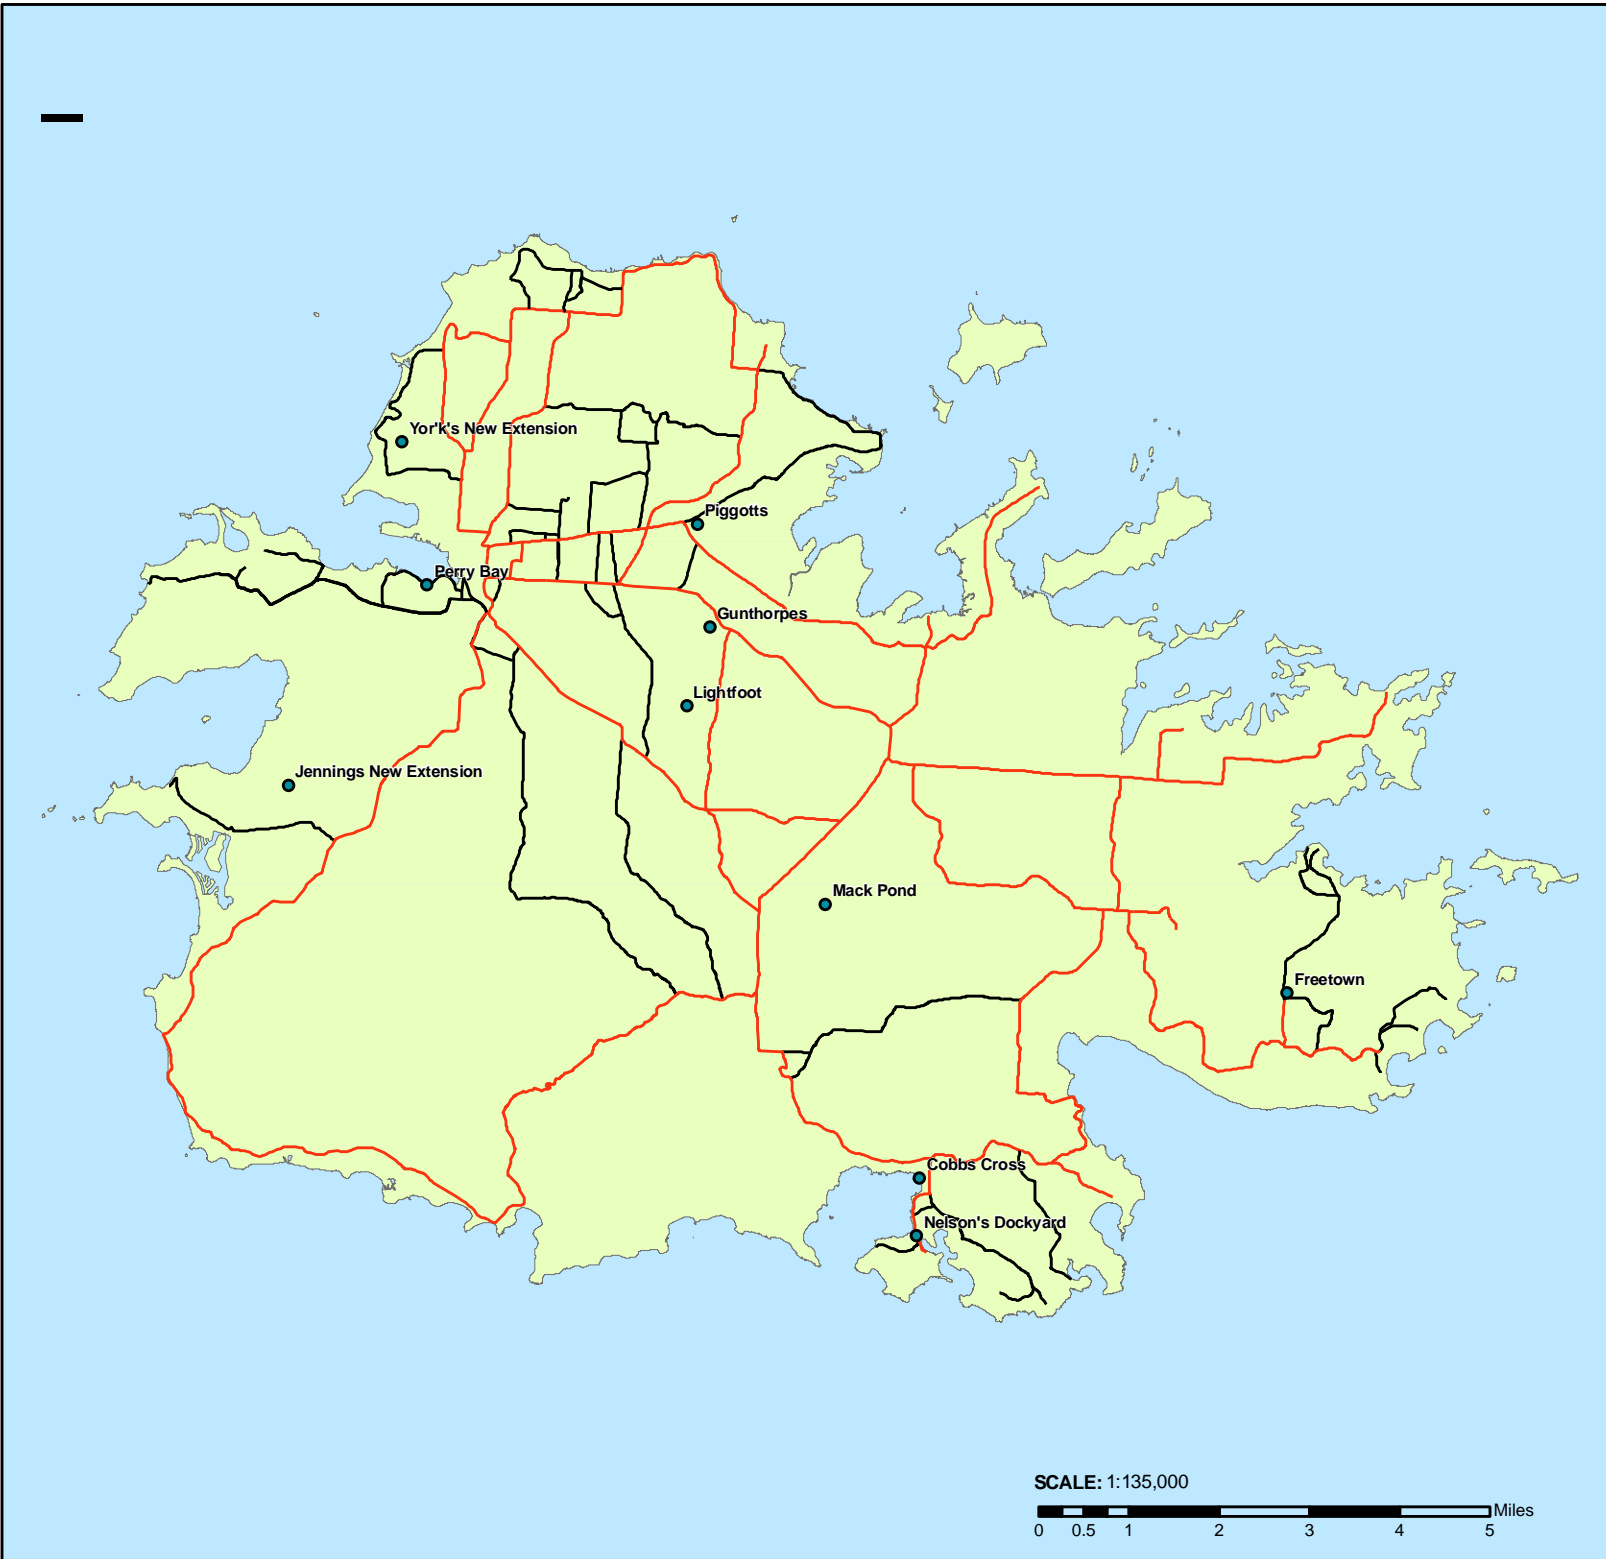 Yor'k's New Extension
Piggotts
Perry Bay
Gunthorpes
Lightfoot
Jennings New Extension
Mack Pond
Freetown
Cobbs Cross
Nelson's Dockyard
SCALE: 1:135,000
Miles
0 0.5 1 2 3 4 5